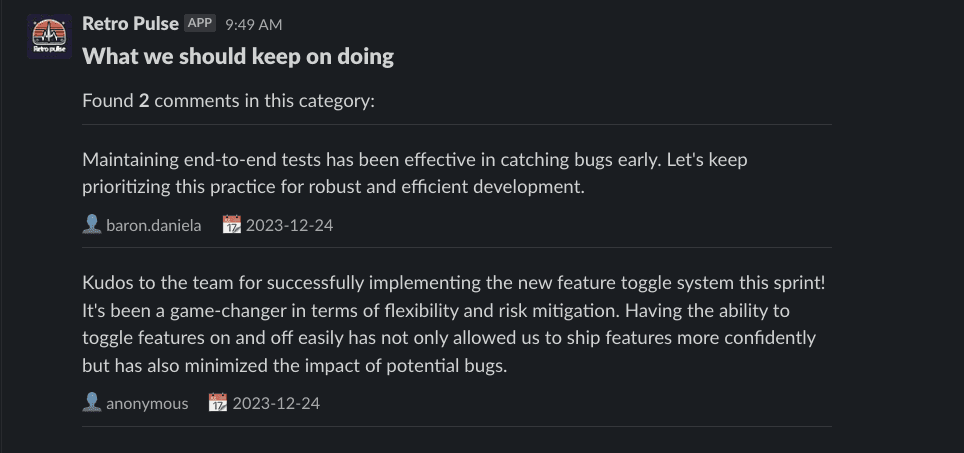 Retro Pulse APP 9:49 AM
Retro pulse
What we should keep on doing
Found 2 comments in this category:
Maintaining end-to-end tests has been effective in catching bugs early. Let's keep
prioritizing this practice for robust and efficient development.
baron.daniela 17 2023-12-24
Kudos to the team for successfully implementing the new feature toggle system this sprint!
It's been a game-changer in terms of flexibility and risk mitigation. Having the ability to
toggle features on and off easily has not only allowed us to ship features more confidently
but has also minimized the impact of potential bugs.
anonymous 17 2023-12-24